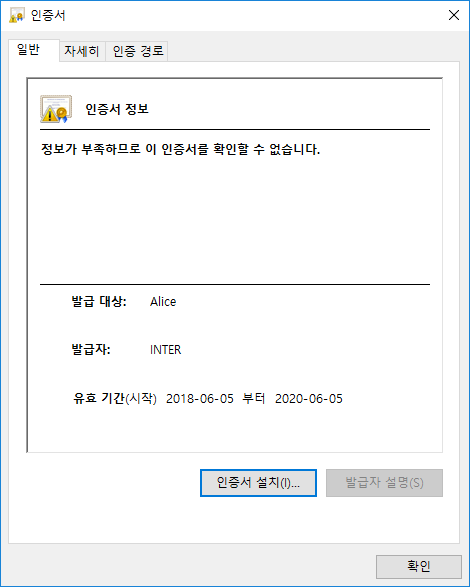 인증서
일반
자세히
인증 경로
인증서 정보
정보가 부족하므로 이 인증서를 확인할 수 없습니다.
발급 대상: Alice
발급자: INTER
유효 기간(시작) 2018-06-05 부터 2020-06-05
인증서 설치(I)...
발급자 설명(S)
확인